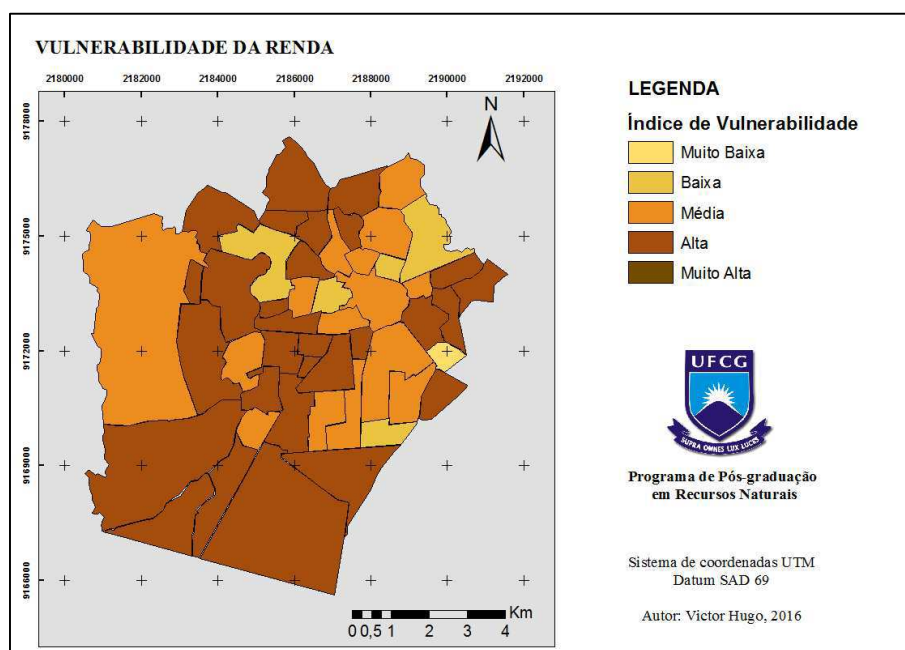 VULNERABILIDADE DA RENDA
2180000 2182000 2184000 2186000 2188000 2190000 2192000
9178000
9175000
9172000
9169000
9166000
N
Km
0 0,5 1 2 3 4
LEGENDA
Índice de Vulnerabilidade
Muito Baixa
Baixa
Média
Alta
Muito Alta
UFCG
SUPRA OMNES LUX LUCES
Programa de Pós-graduação
em Recursos Naturais
Sistema de coordenadas UTM
Datum SAD 69
Autor: Victor Hugo, 2016